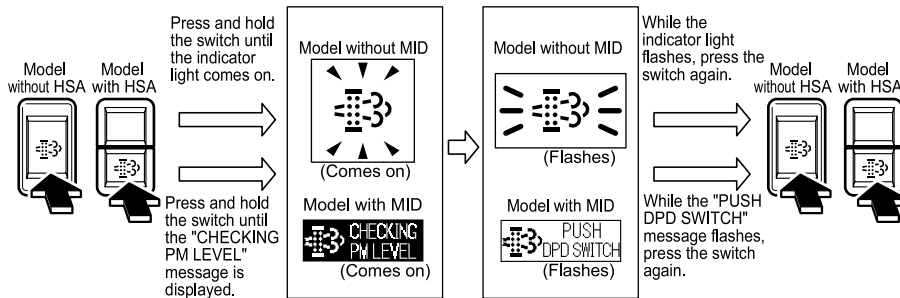 Model
without HSA
Model
with HSA
Press and hold
the switch until
the indicator
light comes on.
Press and hold
the switch until
the "CHECKING
PM LEVEL"
message is
displayed.
Model without MID
(Comes on)
Model with MID
CHECKING
PM LEVEL
(Comes on)
Model without MID
(Flashes)
Model with MID
PUSH
DPD SWITCH
(Flashes)
While the
indicator light
flashes, press the
switch again.
While the "PUSH
DPD SWITCH"
message flashes,
press the switch
again.
Model
without HSA
Model
with HSA